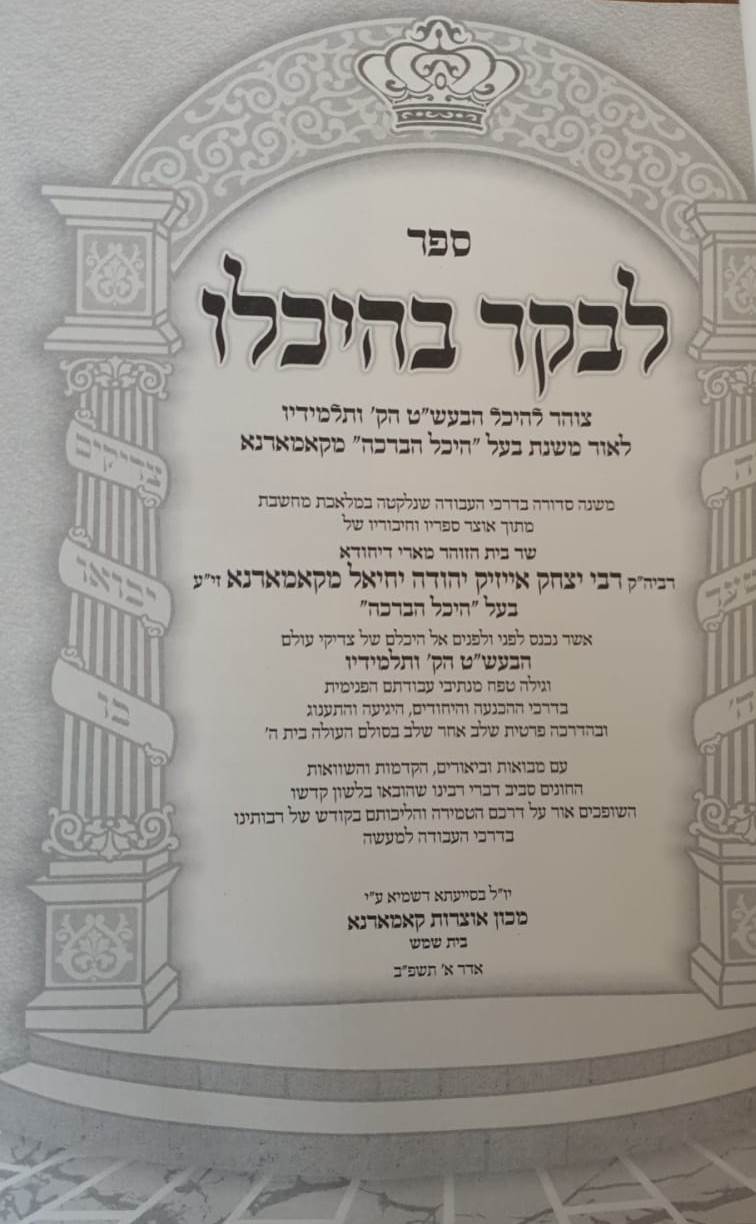 ספר
לבקר בהיכלו
צוהר להיכל הבעש"ט הק' ותלמידיו
לאור משנת בעל "היכל הברכה" מקאמארנא
משנה סדורה בדרכי העבודה שנלקטה במלאכת מחשבת
מתוך אוצר ספריו וחיבוריו של
שר בית הזוהר מארי דיחודא
רביה"ק רבי יצחק אייזיק יהודה יחיאל מקאמארנא זי"ע
בעל "היכל הברכה"
אשר נכנס לפני ולפנים אל היכלם של צדיקי עולם
הבעש"ט הק' ותלמידיו
וגילה טפח מנתיבי עבודתם הפנימית
בדרכי ההכנעה והיחודים, היגיעה והתענוג
ובהדרכה פרטית שלב אחר שלב בסולם העולה בית ה'
עם מבואות וביאורים, הקדמות והשוואות
החונים סביב דברי רבינו שהובאו בלשון קדשו
השופכים אור על דרכם הטמירה והליכותם בקודש של רבותינו
בדרכי העבודה למעשה
יו"ל בסייעתא דשמיא ע"י
מכון אוצרות קאמארנא
בית שמש
אדר א' תשפ"ב
ה'
צדיקים
יבואו
בו